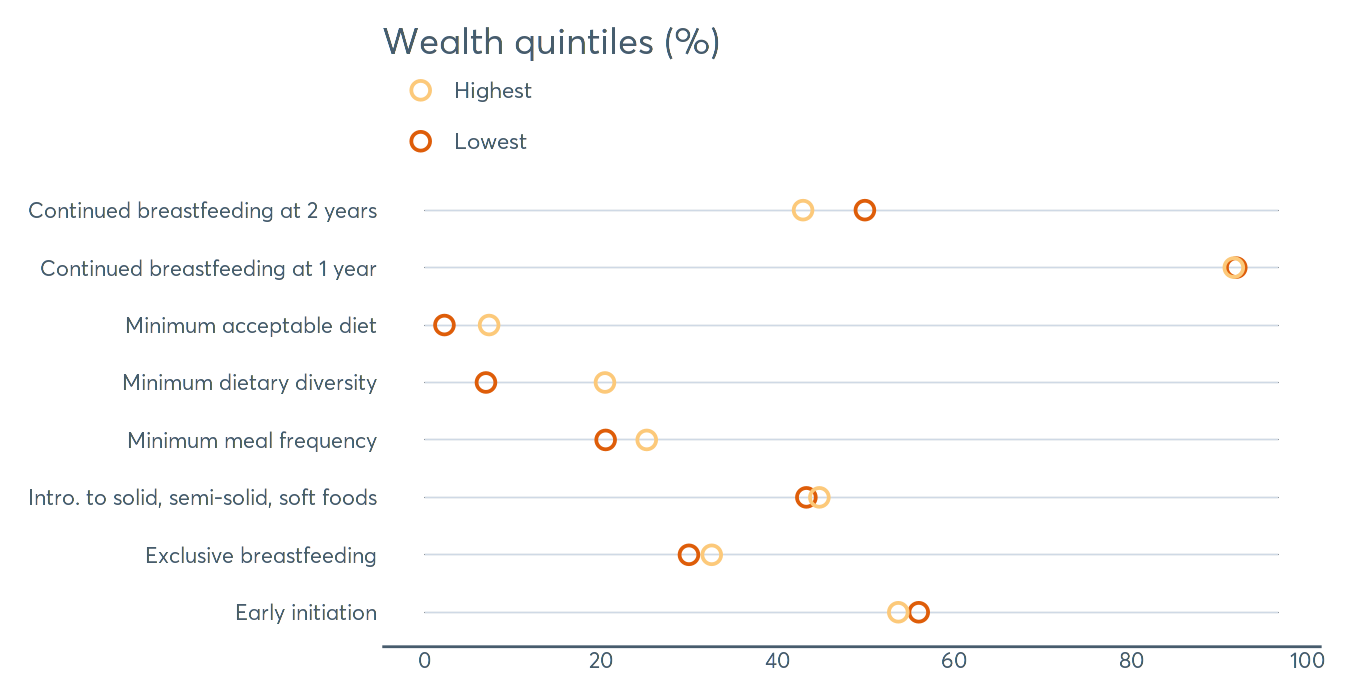 Wealth quintiles (%)
Highest
Lowest
Continued breastfeeding at 2 years
Continued breastfeeding at 1 year
Minimum acceptable diet
Minimum dietary diversity
Minimum meal frequency
Intro. to solid, semi-solid, soft foods
Exclusive breastfeeding
Early initiation
0 20 40 60 80 100